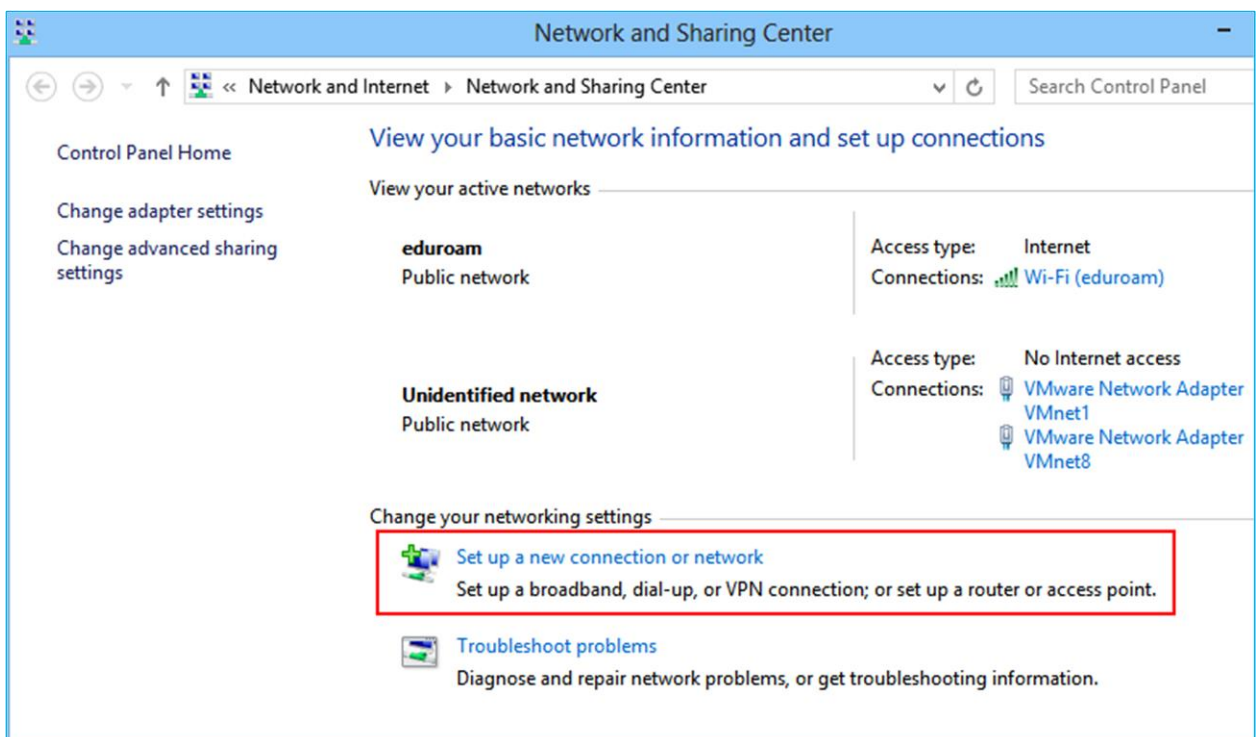 Network and Sharing Center
« Network and Internet ▸ Network and Sharing Center
Search Control Panel
Control Panel Home
Change adapter settings
Change advanced sharing
settings
View your basic network information and set up connections
View your active networks
eduroam
Public network
Access type: Internet
Connections: Wi-Fi (eduroam)
Unidentified network
Public network
Access type: No Internet access
Connections: VMware Network Adapter
VMnet1
VMware Network Adapter
VMnet8
Change your networking settings
Set up a new connection or network
Set up a broadband, dial-up, or VPN connection; or set up a router or access point.
Troubleshoot problems
Diagnose and repair network problems, or get troubleshooting information.